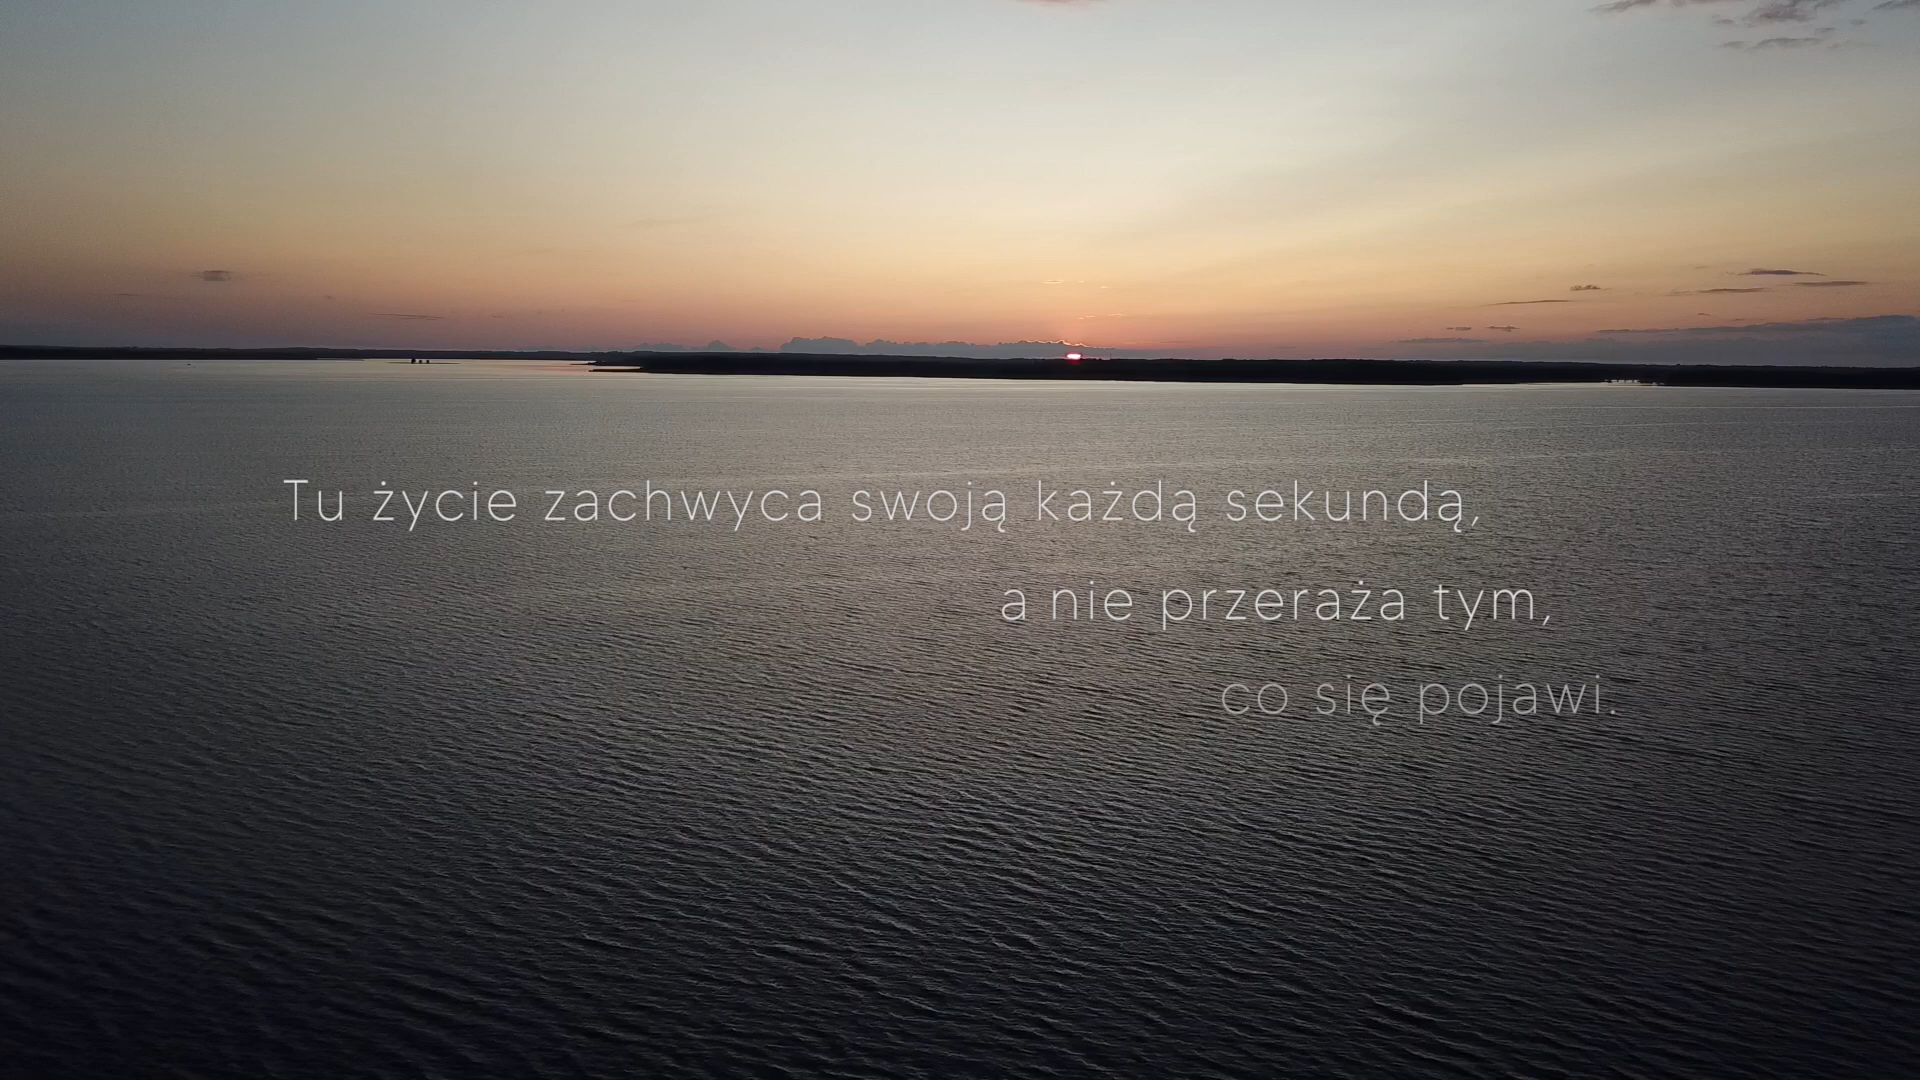 Tu życie zachwyca swoją każdą sekundą,
a nie przeraża tym,
co się pojawi.